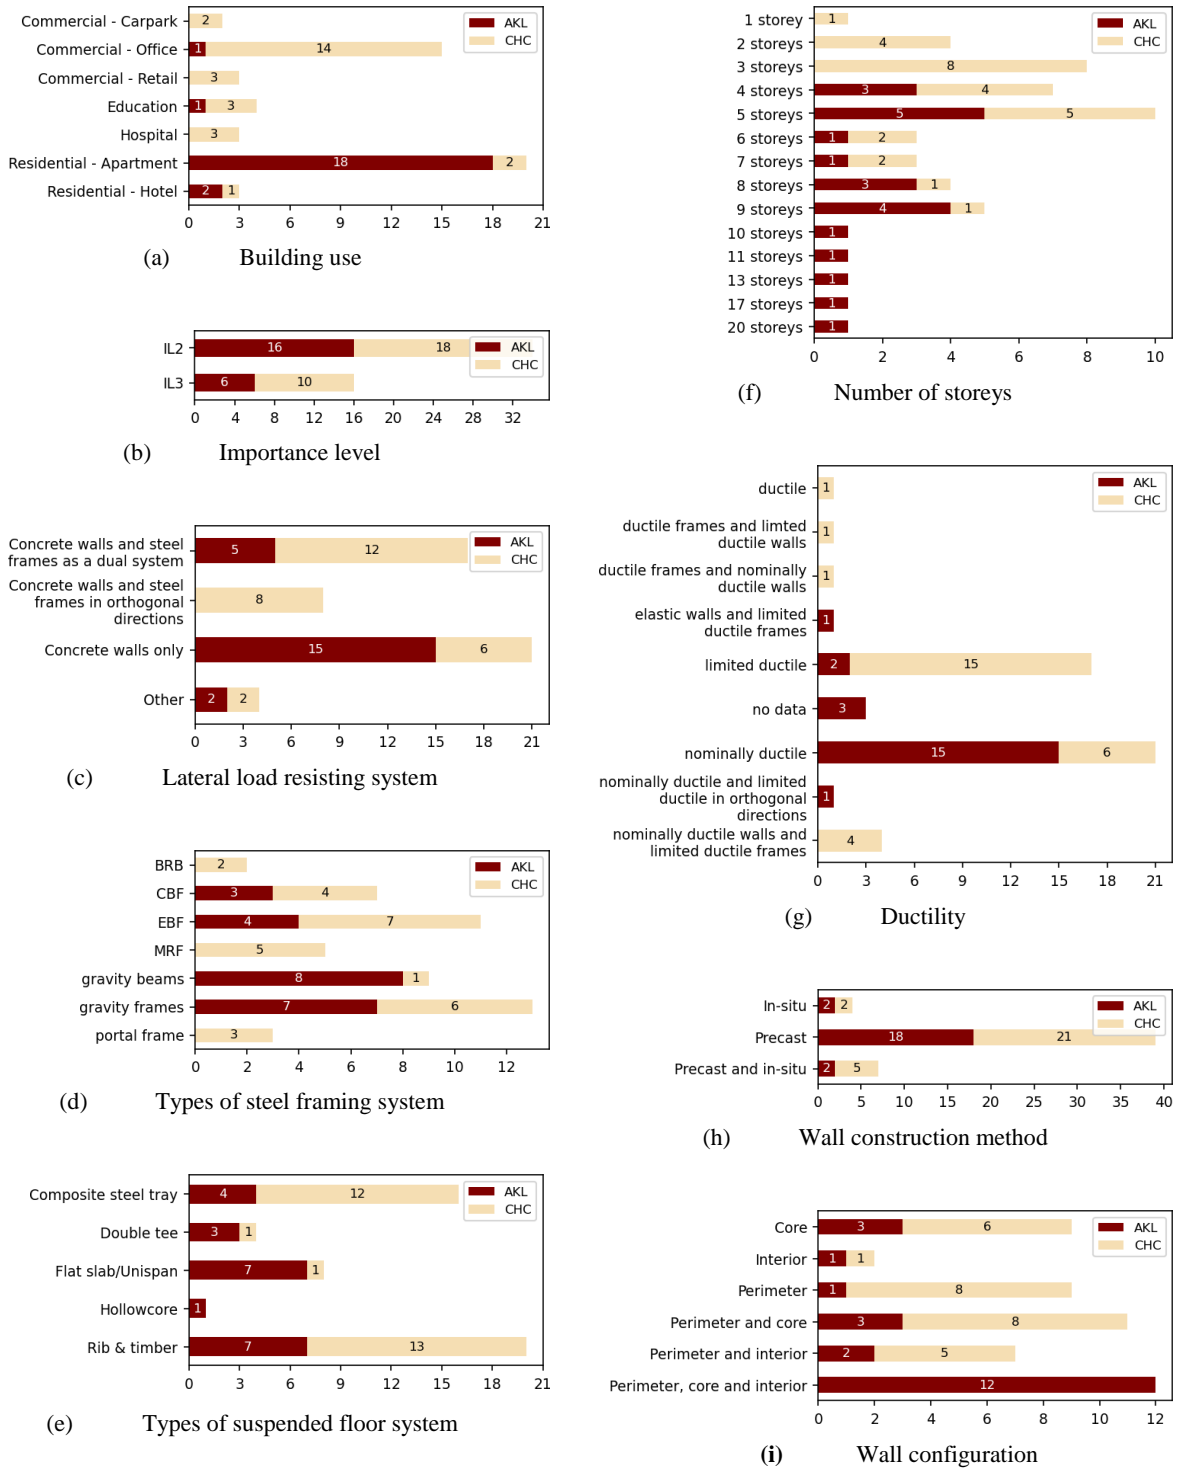 Commercial - Carpark
2
Commercial - Office
1
14
Commercial - Retail
3
Education
1
3
Hospital
3
Residential - Apartment
18
2
Residential - Hotel
2
1
AKL
CHC
0 3 6 9 12 15 18 21
(a) Building use
IL2
16
18
IL3
6
10
AKL
CHC
0 4 8 12 16 20 24 28 32
(b) Importance level
Concrete walls and steel
frames as a dual system
5
12
Concrete walls and steel
frames in orthogonal
directions
8
Concrete walls only
15
6
Other
2
2
AKL
CHC
0 3 6 9 12 15 18 21
(c) Lateral load resisting system
BRB
2
CBF
3
4
EBF
4
7
MRF
5
gravity beams
8
1
gravity frames
7
6
portal frame
3
AKL
CHC
0 2 4 6 8 10 12
(d) Types of steel framing system
Composite steel tray
4
12
Double tee
3
1
Flat slab/Unispan
7
1
Hollowcore
1
Rib & timber
7
13
AKL
CHC
0 3 6 9 12 15 18 21
(e) Types of suspended floor system
1 storey
1
2 storeys
4
3 storeys
8
4 storeys
3
4
5 storeys
5
5
6 storeys
1
2
7 storeys
1
2
8 storeys
3
1
9 storeys
4
1
10 storeys
1
11 storeys
1
13 storeys
1
17 storeys
1
20 storeys
1
AKL
CHC
0 2 4 6 8 10
(f) Number of storeys
ductile
1
ductile frames and limted
ductile walls
1
ductile frames and nominally
ductile walls
1
elastic walls and limited
ductile frames
1
limited ductile
2
15
no data
3
nominally ductile
15
6
nominally ductile and limited
ductile in orthogonal
directions
1
nominally ductile walls and
limited ductile frames
4
AKL
CHC
0 3 6 9 12 15 18 21
(g) Ductility
In-situ
2
2
Precast
18
21
Precast and in-situ
2
5
AKL
CHC
0 5 10 15 20 25 30 35 40
(h) Wall construction method
Core
3
6
Interior
1
1
Perimeter
1
8
Perimeter and core
3
8
Perimeter and interior
2
5
Perimeter, core and interior
12
AKL
CHC
0 2 4 6 8 10 12
(i) Wall configuration